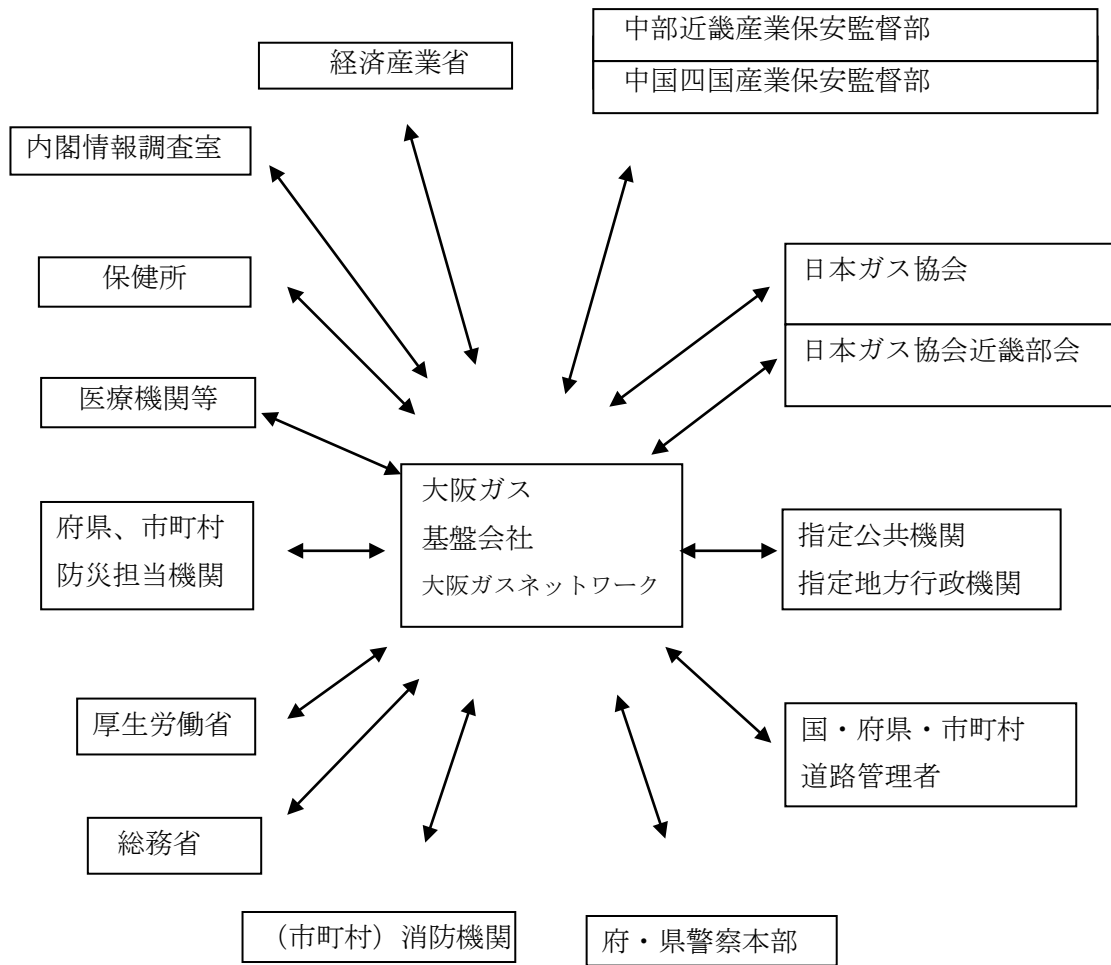 中部近畿産業保安監督部
経済産業省
中国四国産業保安監督部
内閣情報調査室
保健所
日本ガス協会
日本ガス協会近畿部会
医療機関等
大阪ガス
基盤会社
大阪ガスネットワーク
府県、市町村
防災担当機関
指定公共機関
指定地方行政機関
厚生労働省
国・府県・市町村
道路管理者
総務省
（市町村）消防機関
府・県警察本部